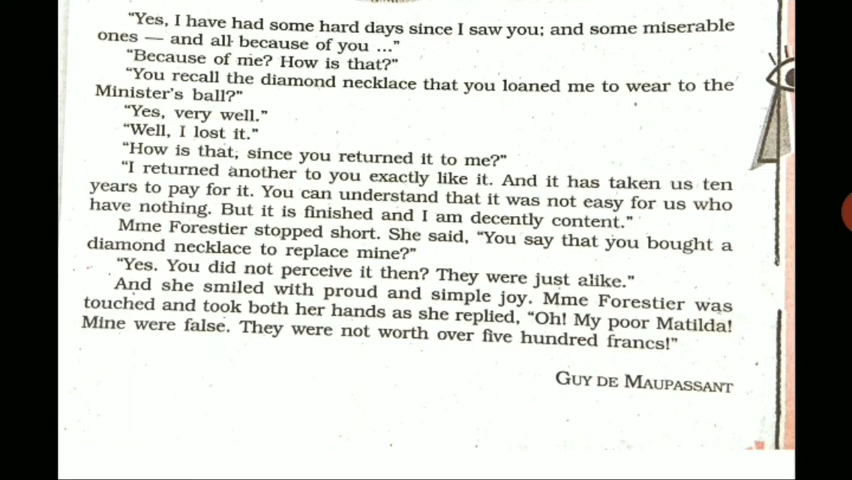 "Yes, I have had some hard days since I saw you; and some miserable
ones — and all because of you ..."
"Because of me? How is that?"
"You recall the diamond necklace that you loaned me to wear to the
Minister's ball?"
"Yes, very well."
"Well, I lost it."
"How is that, since you returned it to me?"
"I returned another to you exactly like it. And it has taken us ten
years to pay for it. You can understand that it was not easy for us who
have nothing. But it is finished and I am decently content."
Mme Forestier stopped short. She said, "You say that you bought a
diamond necklace to replace mine?"
"Yes. You did not perceive it then? They were just alike."
And she smiled with proud and simple joy. Mme Forestier was
touched and took both her hands as she replied, "Oh! My poor Matilda!
Mine were false. They were not worth over five hundred francs!"
GUY DE MAUPASSANT